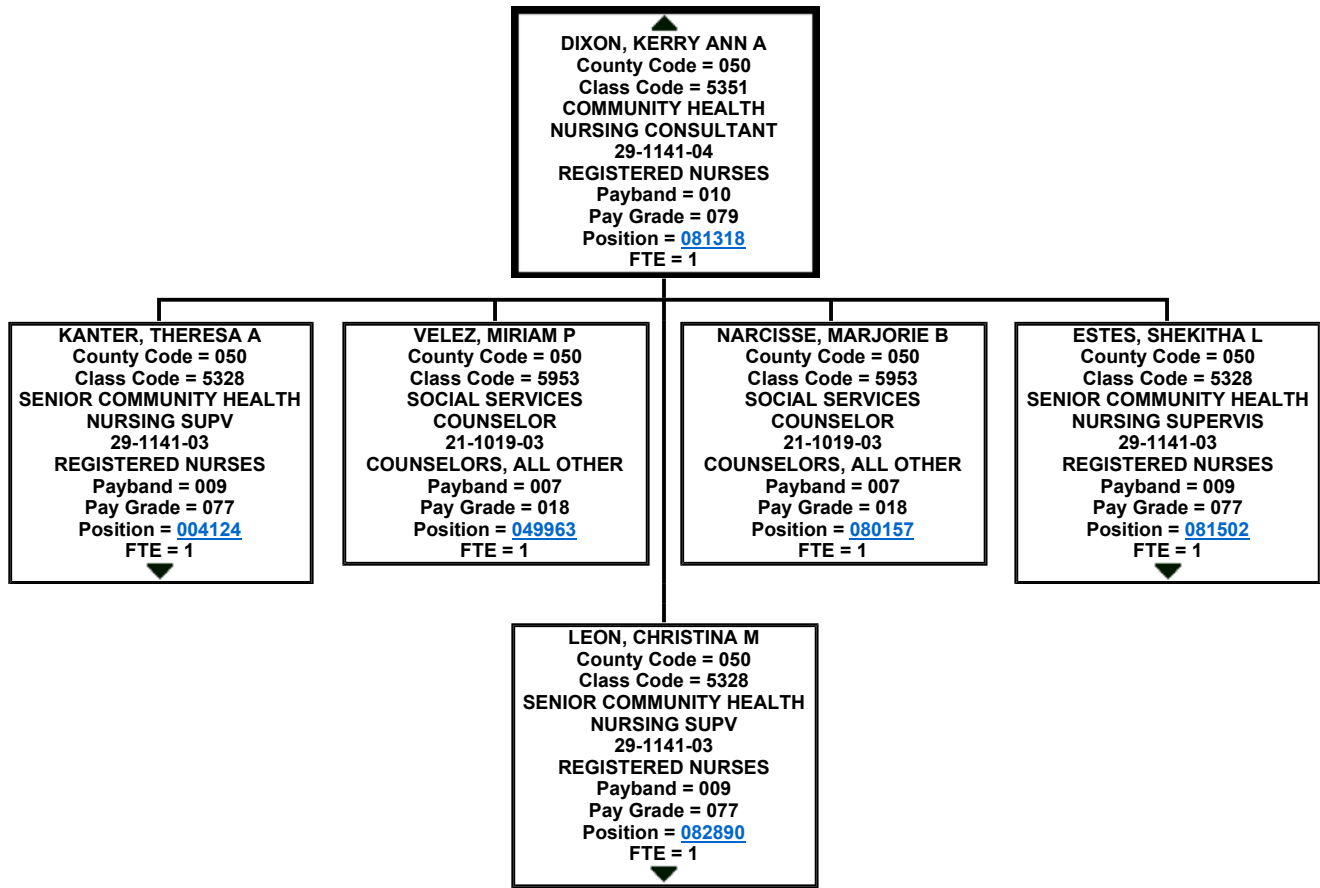 DIXON, KERRY ANN A
County Code = 050
Class Code = 5351
COMMUNITY HEALTH
NURSING CONSULTANT
29-1141-04
REGISTERED NURSES
Payband = 010
Pay Grade = 079
Position = 081318
FTE = 1
KANTER, THERESA A
County Code = 050
Class Code = 5328
SENIOR COMMUNITY HEALTH
NURSING SUPV
29-1141-03
REGISTERED NURSES
Payband = 009
Pay Grade = 077
Position = 004124
FTE = 1
VELEZ, MIRIAM P
County Code = 050
Class Code = 5953
SOCIAL SERVICES
COUNSELOR
21-1019-03
COUNSELORS, ALL OTHER
Payband = 007
Pay Grade = 018
Position = 049963
FTE = 1
NARCISSE, MARJORIE B
County Code = 050
Class Code = 5953
SOCIAL SERVICES
COUNSELOR
21-1019-03
COUNSELORS, ALL OTHER
Payband = 007
Pay Grade = 018
Position = 080157
FTE = 1
ESTES, SHEKITHA L
County Code = 050
Class Code = 5328
SENIOR COMMUNITY HEALTH
NURSING SUPERVIS
29-1141-03
REGISTERED NURSES
Payband = 009
Pay Grade = 077
Position = 081502
FTE = 1
LEON, CHRISTINA M
County Code = 050
Class Code = 5328
SENIOR COMMUNITY HEALTH
NURSING SUPV
29-1141-03
REGISTERED NURSES
Payband = 009
Pay Grade = 077
Position = 082890
FTE = 1